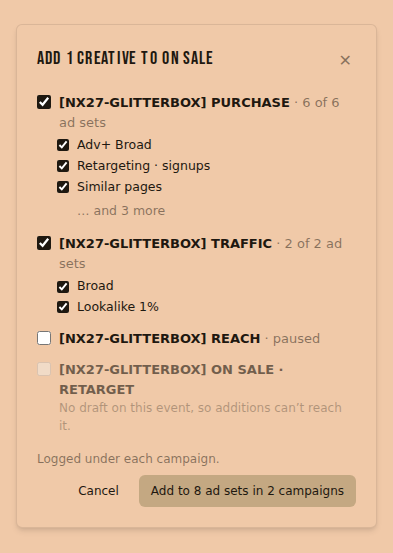 ADD 1 CREATIVE TO ON SALE
×
[NX27-GLITTERBOX] PURCHASE · 6 of 6
ad sets
Adv+ Broad
Retargeting · signups
Similar pages
… and 3 more
[NX27-GLITTERBOX] TRAFFIC · 2 of 2 ad
sets
Broad
Lookalike 1%
[NX27-GLITTERBOX] REACH · paused
[NX27-GLITTERBOX] ON SALE ·
RETARGET
No draft on this event, so additions can’t reach
it.
Logged under each campaign.
Cancel
Add to 8 ad sets in 2 campaigns